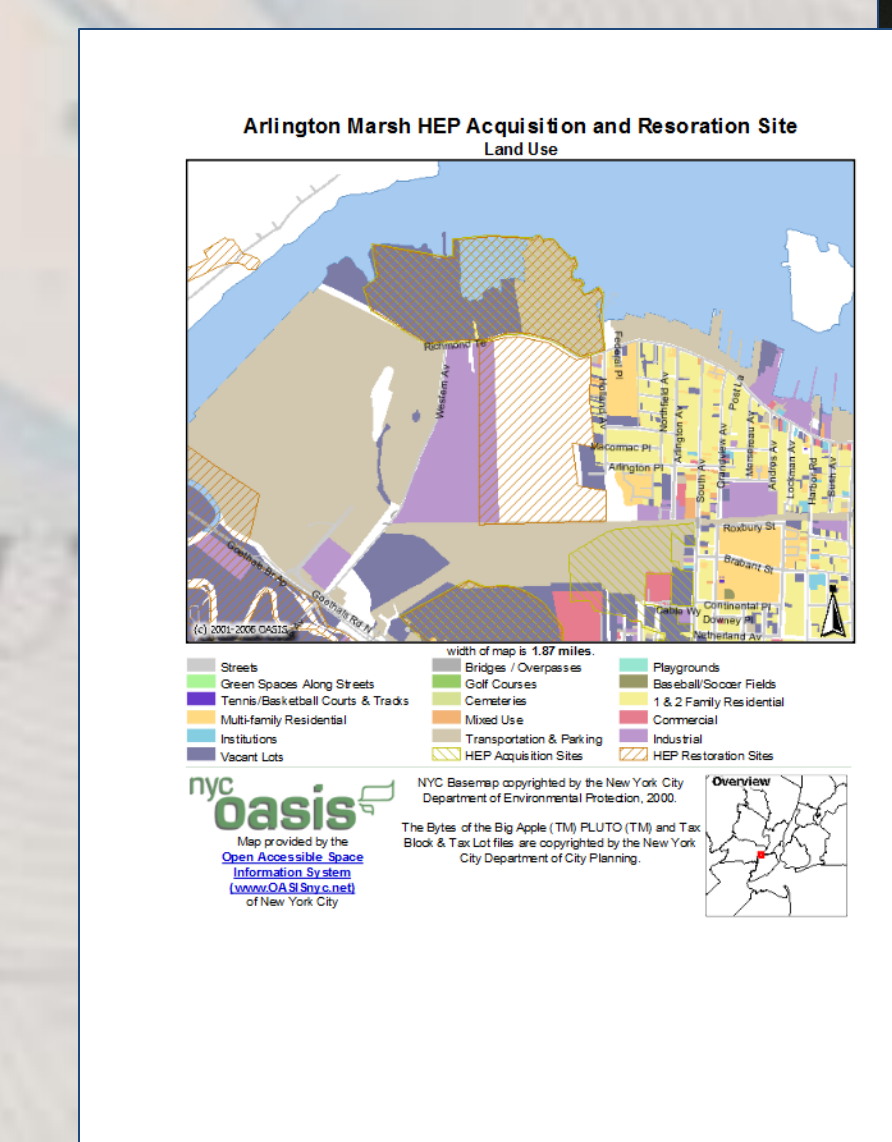 Arlington Marsh HEP Acquisition and Resoration Site
Land Use
Richmond Te
Western Av
Federal Pl
Holland Av
Northfield Av
Arlington Av
Post La
Macormac Pl
Arlington Pl
South Av
Grandview Av
Mersereau Av
Andros Av
Lockman Av
Harbor Rd
Bush Av
Roxbury St
Brabant St
Goethals Br Ap
Goethals Rd N
Cable Wy
Continental Pl
Downey Pl
Netherland Av
(c) 2001-2006 OASIS
width of map is 1.87 miles.
Streets
Green Spaces Along Streets
Tennis/Basketball Courts & Tracks
Multi-family Residential
Institutions
Vacant Lots
Bridges / Overpasses
Golf Courses
Cemeteries
Mixed Use
Transportation & Parking
HEP Acquisition Sites
Playgrounds
Baseball/Soccer Fields
1 & 2 Family Residential
Commercial
Industrial
HEP Restoration Sites
nyc
oasis
Map provided by the
Open Accessible Space
Information System
(www.OASISnyc.net)
of New York City
NYC Basemap copyrighted by the New York City
Department of Environmental Protection, 2000.
The Bytes of the Big Apple (TM) PLUTO (TM) and Tax
Block & Tax Lot files are copyrighted by the New York
City Department of City Planning.
Overview